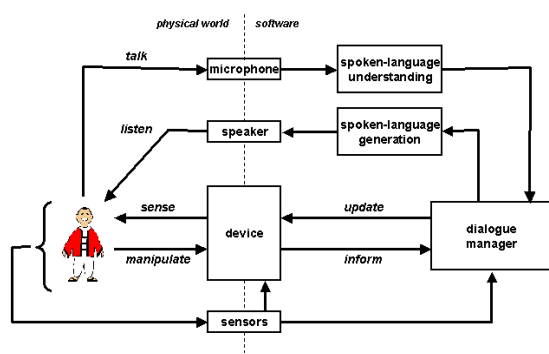 physical world
software
talk
microphone
spoken-language
understanding
listen
speaker
spoken-language
generation
sense
update
device
dialogue
manager
manipulate
inform
sensors